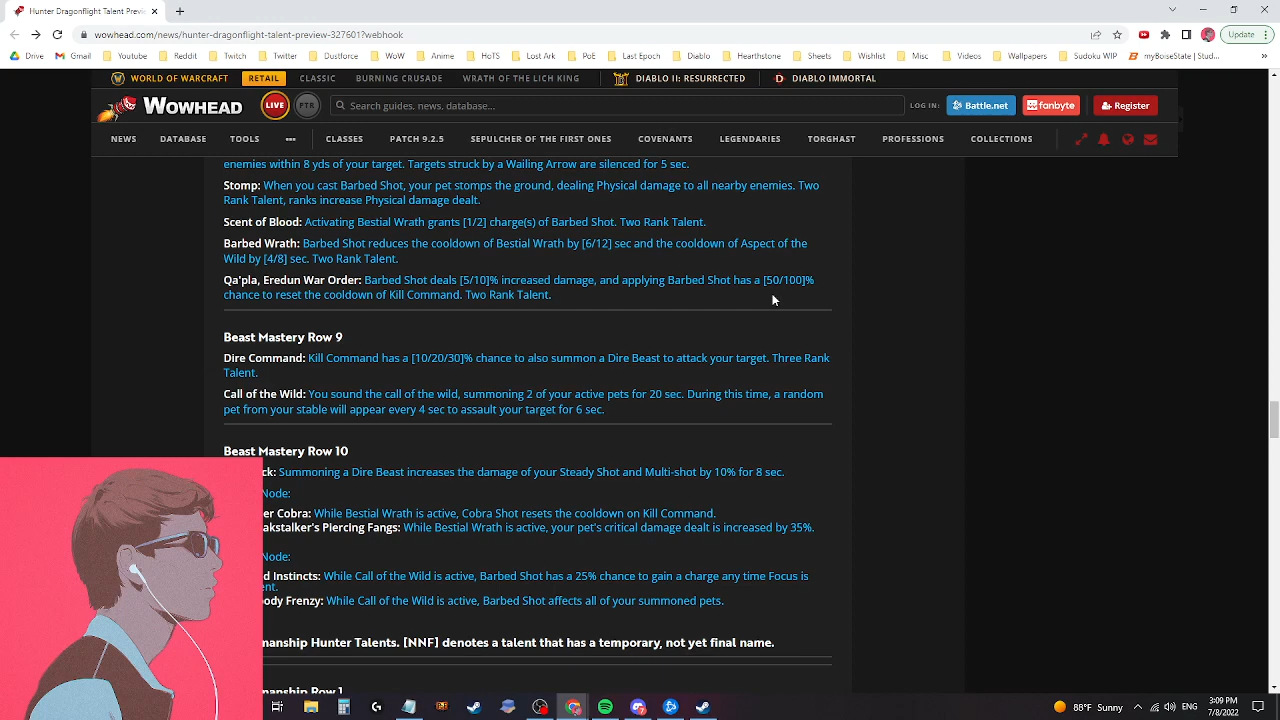 Hunter Dragonflight Talent Previe
wowhead.com/news/hunter-dragonflight-talent-preview-327601?webhook
Update
Drive Gmail Youtube Reddit Twitch Twitter Dustforce WoW Anime HoTS Lost Ark PoE Last Epoch Diablo Hearthstone Sheets Wishlist Misc Videos Wallpapers Sudoku WIP myBoiseState | Stud... »
WORLD OF WARCRAFT RETAIL CLASSIC BURNING CRUSADE WRATH OF THE LICH KING DIABLO II: RESURRECTED DIABLO IMMORTAL
WOWHEAD LIVE PTR Search guides, news, database... LOG IN: Battle.net fanbyte Register
NEWS DATABASE TOOLS ••• CLASSES PATCH 9.2.5 SEPULCHER OF THE FIRST ONES COVENANTS LEGENDARIES TORGHAST PROFESSIONS COLLECTIONS
enemies within 8 yds of your target. Targets struck by a Wailing Arrow are silenced for 5 sec.
Stomp: When you cast Barbed Shot, your pet stomps the ground, dealing Physical damage to all nearby enemies. Two
Rank Talent, ranks increase Physical damage dealt.
Scent of Blood: Activating Bestial Wrath grants [1/2] charge(s) of Barbed Shot. Two Rank Talent.
Barbed Wrath: Barbed Shot reduces the cooldown of Bestial Wrath by [6/12] sec and the cooldown of Aspect of the
Wild by [4/8] sec. Two Rank Talent.
Qa'pla, Eredun War Order: Barbed Shot deals [5/10]% increased damage, and applying Barbed Shot has a [50/100]%
chance to reset the cooldown of Kill Command. Two Rank Talent.
Beast Mastery Row 9
Dire Command: Kill Command has a [10/20/30]% chance to also summon a Dire Beast to attack your target. Three Rank
Talent.
Call of the Wild: You sound the call of the wild, summoning 2 of your active pets for 20 sec. During this time, a random
pet from your stable will appear every 4 sec to assault your target for 6 sec.
Beast Mastery Row 10
ck: Summoning a Dire Beast increases the damage of your Steady Shot and Multi-shot by 10% for 8 sec.
Node:
er Cobra: While Bestial Wrath is active, Cobra Shot resets the cooldown on Kill Command.
akstalker's Piercing Fangs: While Bestial Wrath is active, your pet's critical damage dealt is increased by 35%.
Node:
d Instincts: While Call of the Wild is active, Barbed Shot has a 25% chance to gain a charge any time Focus is
ent.
ody Frenzy: While Call of the Wild is active, Barbed Shot affects all of your summoned pets.
manship Hunter Talents. [NNF] denotes a talent that has a temporary, not yet final name.
manship Row 1
88°F Sunny ENG 3:09 PM
7/8/2022